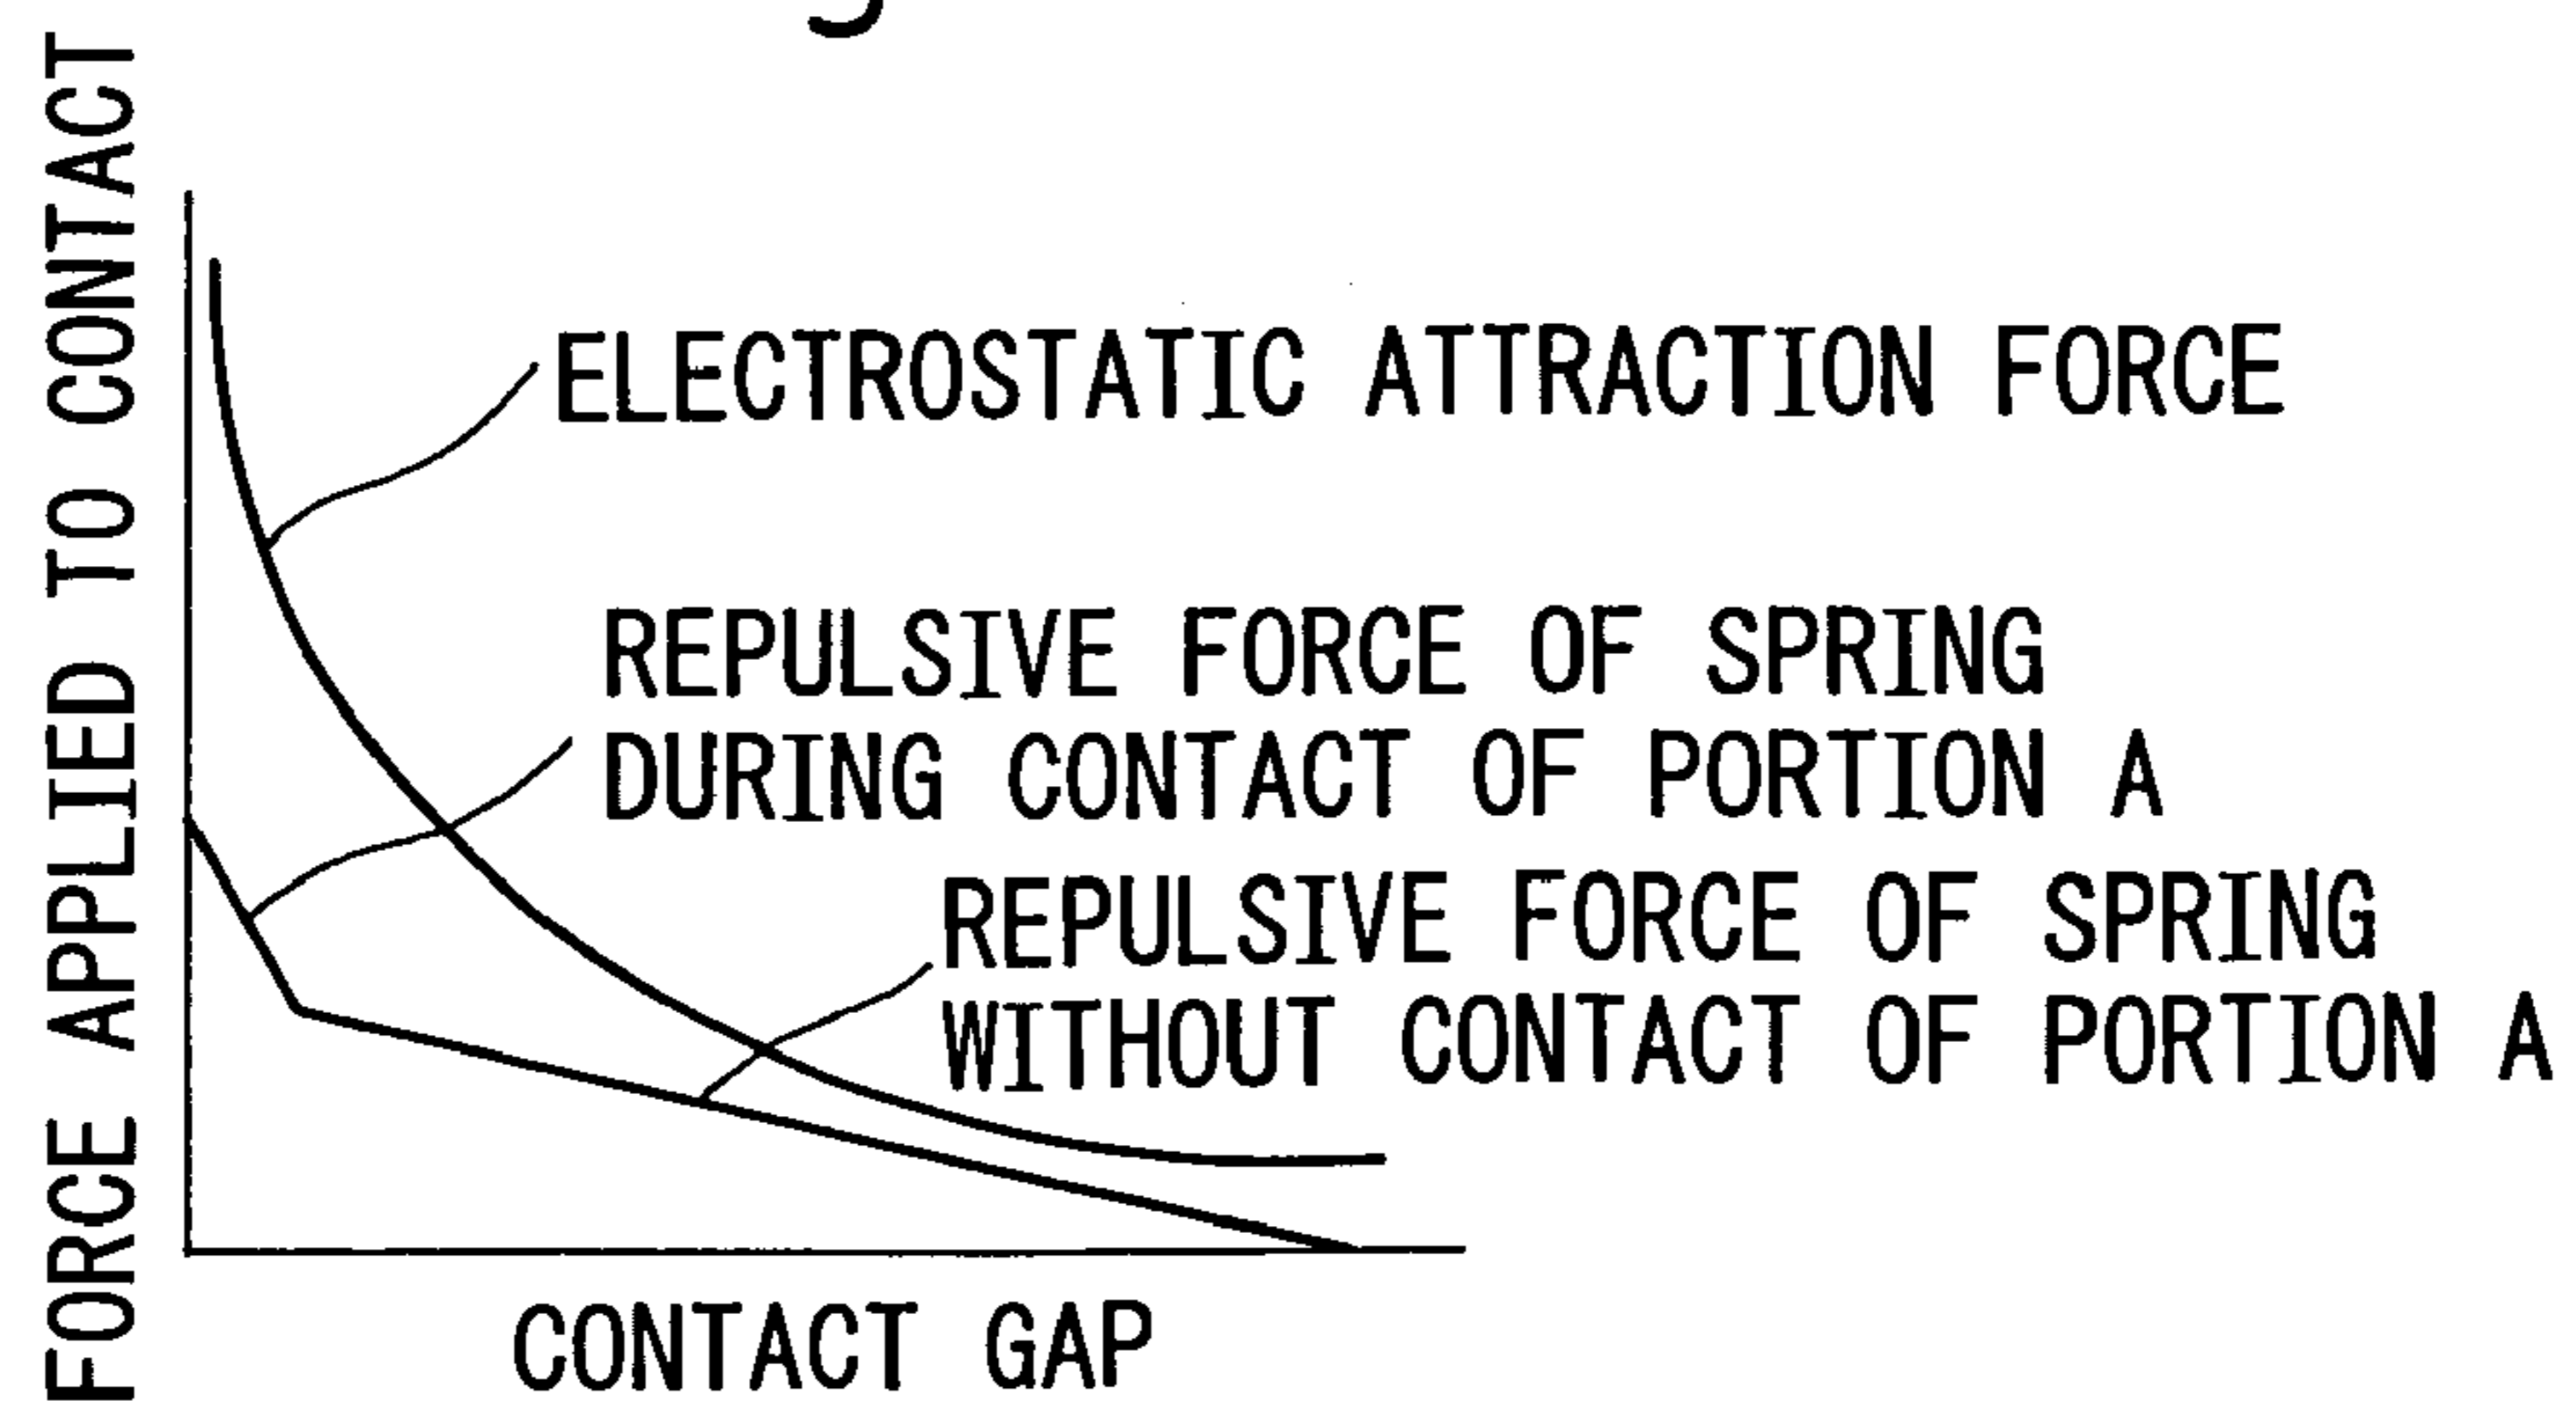 FORCE APPLIED TO CONTACT
ELECTROSTATIC ATTRACTION FORCE
REPULSIVE FORCE OF SPRING
DURING CONTACT OF PORTION A
REPULSIVE FORCE OF SPRING
WITHOUT CONTACT OF PORTION A
CONTACT GAP